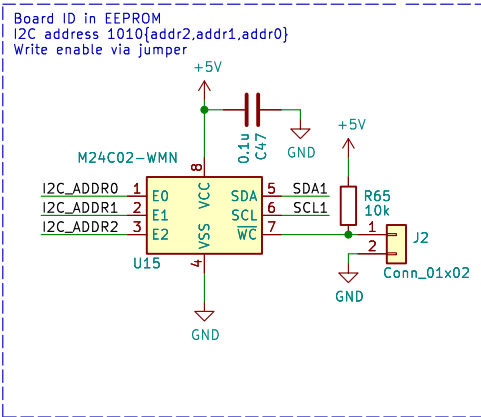 Board ID in EEPROM
I2C address 1010{addr2,addr1,addr0}
Write enable via jumper
+5V
0.1u
C47
GND
+5V
M24C02-WMN
8
VCC
I2C_ADDR0 1 E0
SDA 5 SDA1
I2C_ADDR1 2 E1
SCL 6 SCL1
I2C_ADDR2 3 E2
WC 7
VSS
4
U15
R65
10k
1
2
J2
Conn_01x02
GND
GND